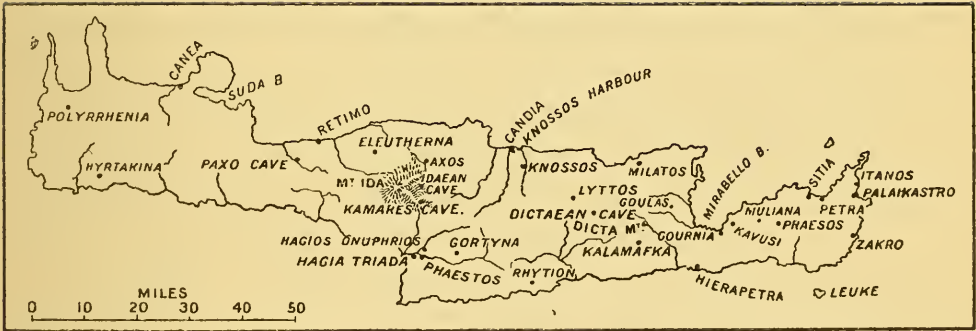 CANEA
SUDA B
POLYRRHENIA
HYRTAKINA
PAXO CAVE
RETIMO
ELEUTHERNA
AXOS
Mt IDA
IDAEAN
CAVE
KAMARES CAVE.
CANDIA
KNOSSOS HARBOUR
KNOSSOS
MILATOS
LYTTOS
GOULAS
DICTAEAN CAVE
DICTA Mts
KALAMAFKA
GOURNIA
MIRABELLO B.
SITIA
ITANOS
PALAIKASTRO
PETRA
MULIANA
PHAESOS
KAVUSI
ZAKRO
HAGIOS ONUPHRIOS
GORTYNA
HAGIA TRIADA
PHAESTOS
RHYTION
HIERAPETRA
LEUKE
MILES
0 10 20 30 40 50